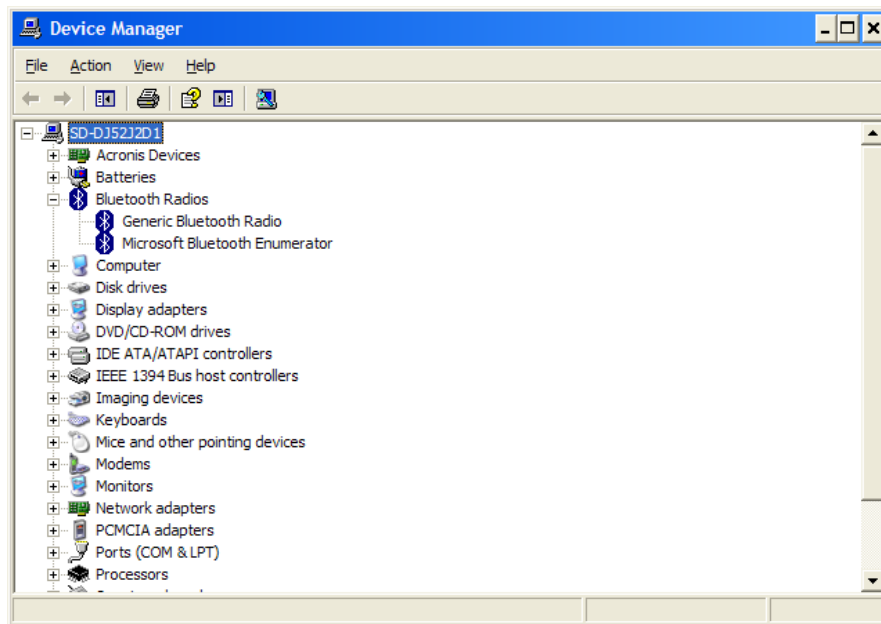 Device Manager
File Action View Help
SD-DJ52J2D1
Acronis Devices
Batteries
Bluetooth Radios
Generic Bluetooth Radio
Microsoft Bluetooth Enumerator
Computer
Disk drives
Display adapters
DVD/CD-ROM drives
IDE ATA/ATAPI controllers
IEEE 1394 Bus host controllers
Imaging devices
Keyboards
Mice and other pointing devices
Modems
Monitors
Network adapters
PCMCIA adapters
Ports (COM & LPT)
Processors